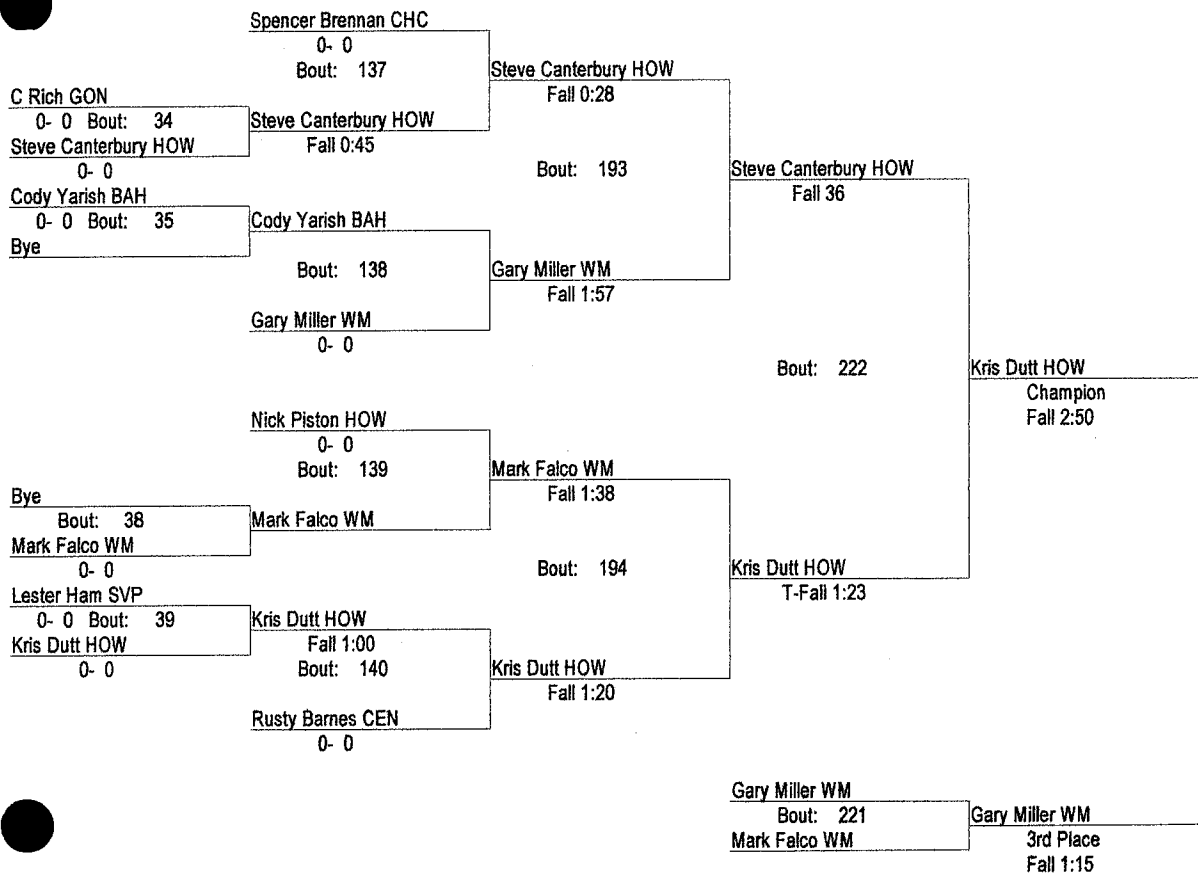 Spencer Brennan CHC
0- 0
Bout: 137
Steve Canterbury HOW
Fall 0:28
C Rich GON
0- 0 Bout: 34
Steve Canterbury HOW
0- 0
Steve Canterbury HOW
Fall 0:45
Bout: 193
Steve Canterbury HOW
Fall 36
Cody Yarish BAH
0- 0 Bout: 35
Bye
Cody Yarish BAH
Bout: 138
Gary Miller WM
Fall 1:57
Gary Miller WM
0- 0
Bout: 222
Kris Dutt HOW
Champion
Fall 2:50
Nick Piston HOW
0- 0
Bout: 139
Mark Falco WM
Fall 1:38
Bye
Bout: 38
Mark Falco WM
0- 0
Mark Falco WM
Bout: 194
Kris Dutt HOW
T-Fall 1:23
Lester Ham SVP
0- 0 Bout: 39
Kris Dutt HOW
0- 0
Kris Dutt HOW
Fall 1:00
Bout: 140
Kris Dutt HOW
Fall 1:20
Rusty Barnes CEN
0- 0
Gary Miller WM
Bout: 221
Mark Falco WM
Gary Miller WM
3rd Place
Fall 1:15